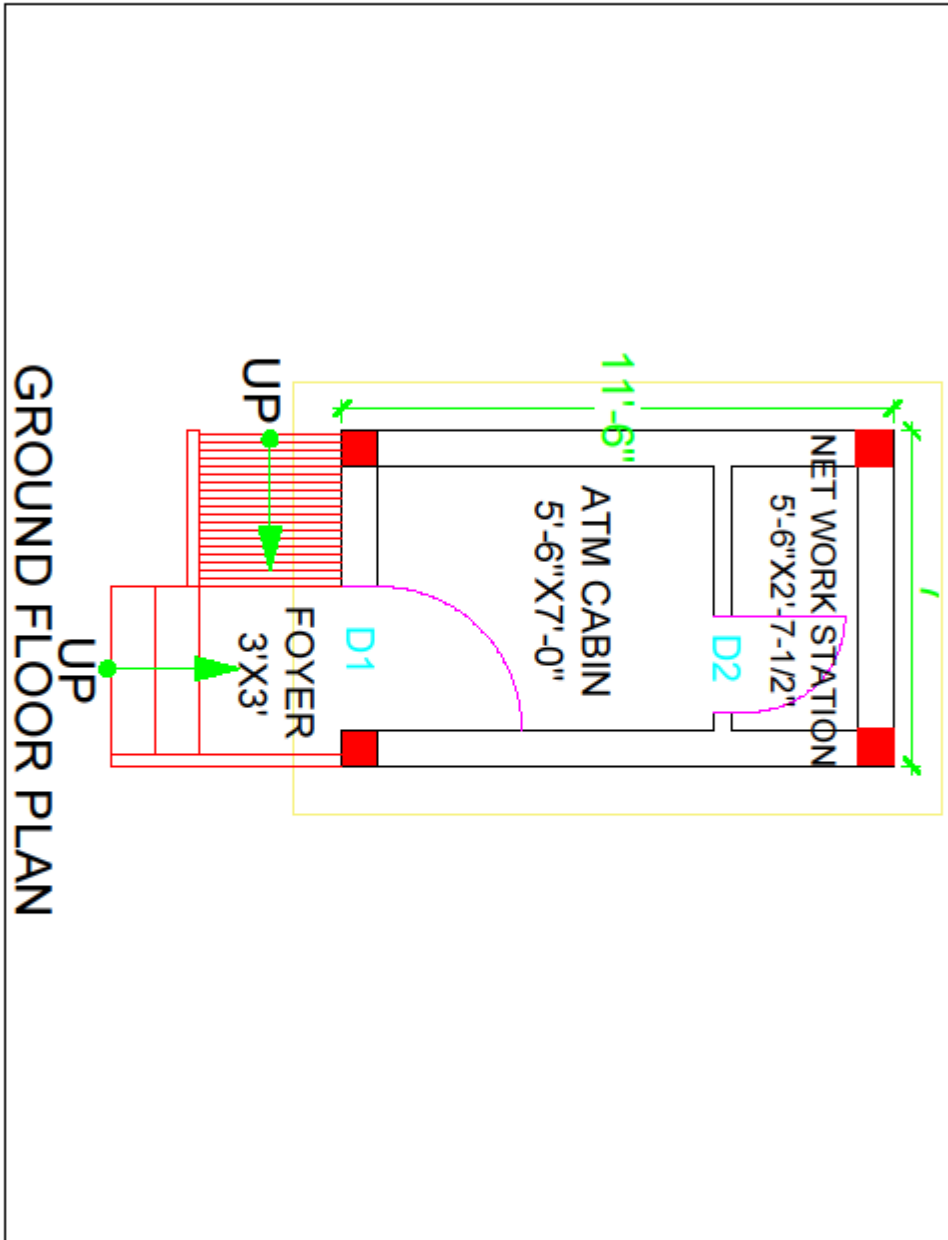 NET WORK STATION
5'-6"X2'-7-1/2"
11'-6"
ATM CABIN
5'-6"X7'-0"
D2
D1
FOYER
3'X3'
UP
UP
GROUND FLOOR PLAN